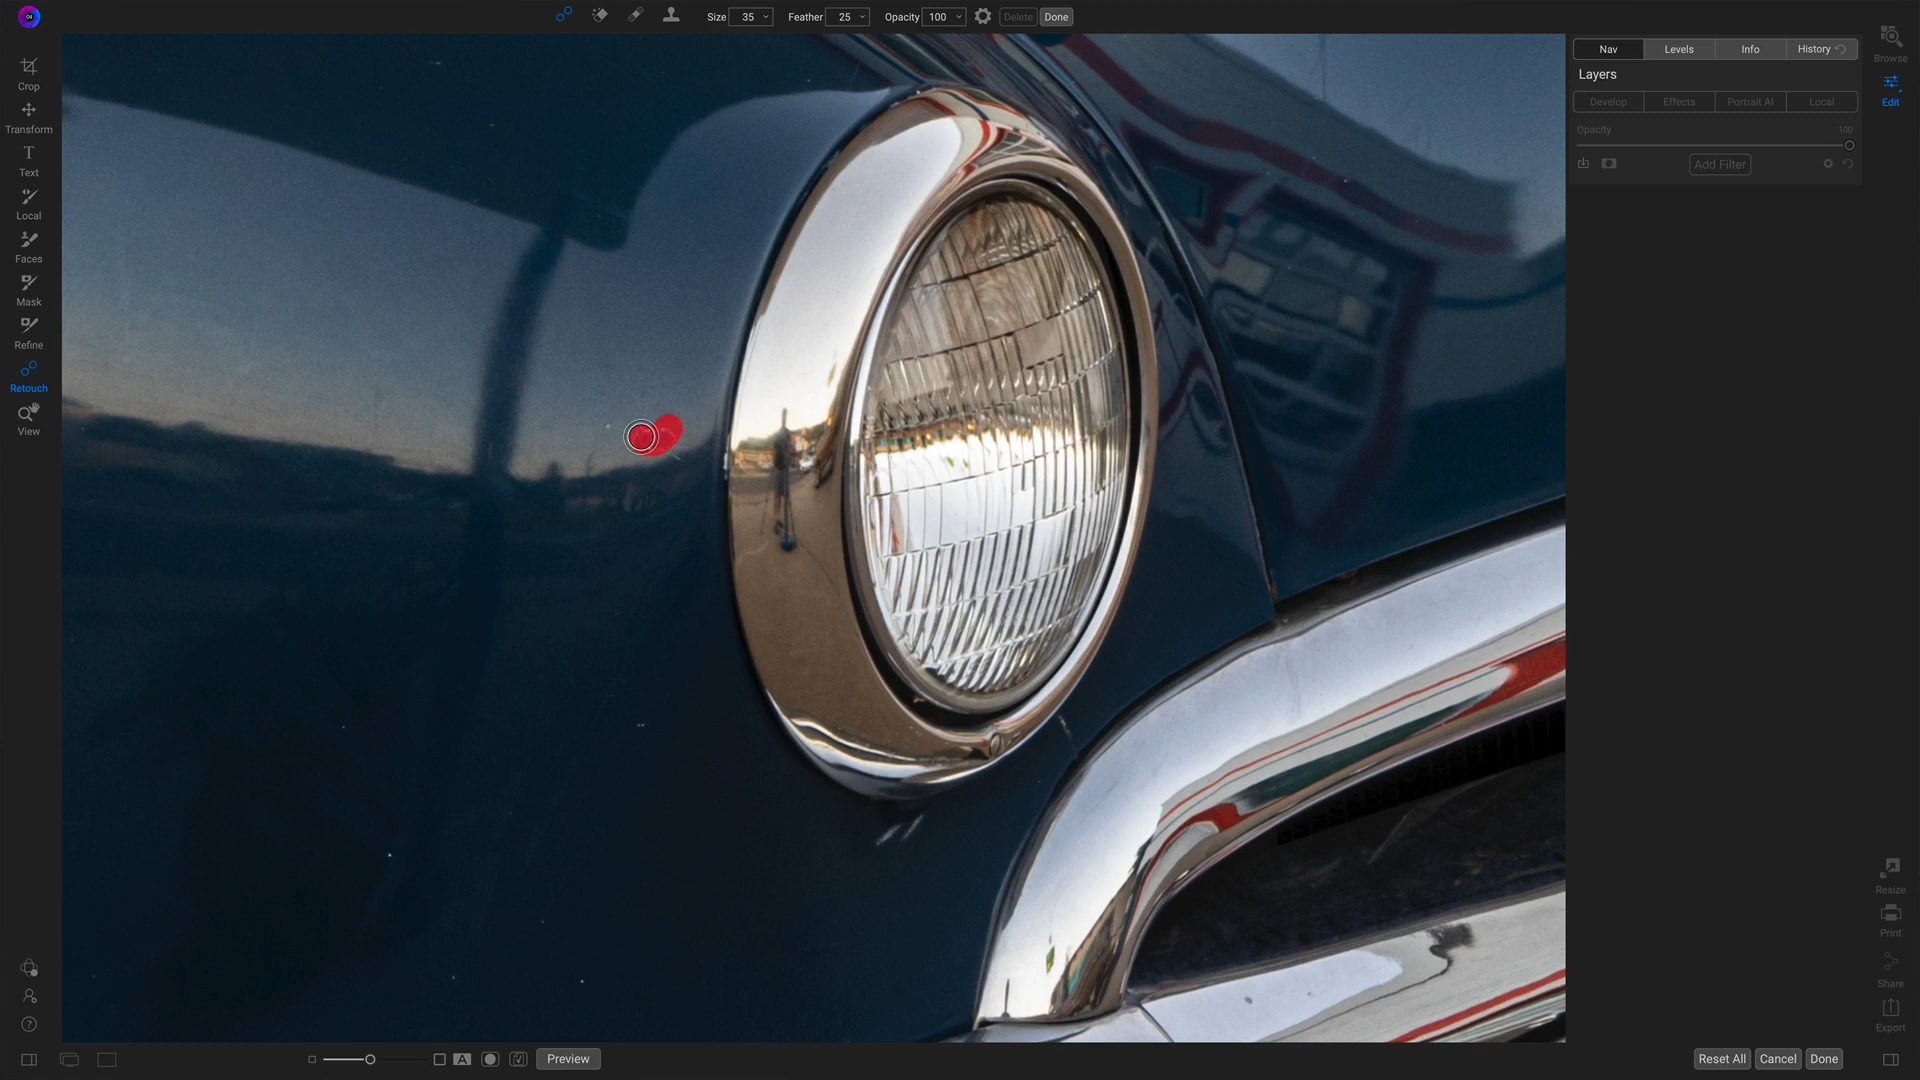 Size 35 Feather 25 Opacity 100 Delete Done
Crop
Transform
Text
Local
Faces
Mask
Refine
Retouch
View
Nav Levels Info History
Layers
Develop Effects Portrait AI Local
Opacity 100
Add Filter
Browse
Edit
Resize
Print
Share
Export
A Preview
Reset All Cancel Done